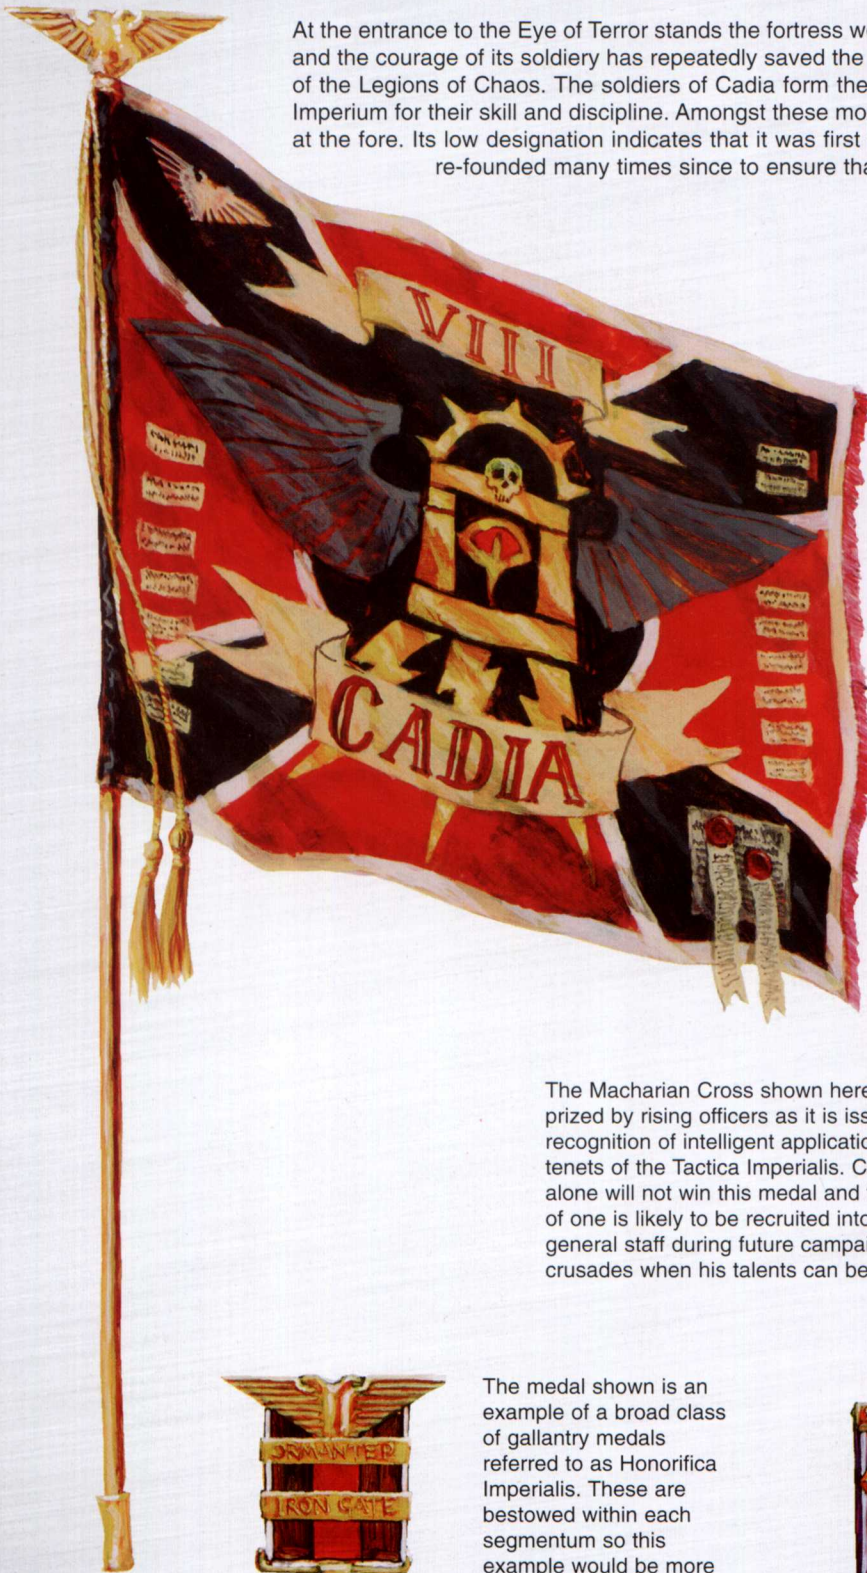 At the entrance to the Eye of Terror stands the fortress
and the courage of its soldiery has repeatedly saved the
of the Legions of Chaos. The soldiers of Cadia form the
Imperium for their skill and discipline. Amongst these
at the fore. Its low designation indicates that it was first
re-founded many times since to ensure
VIII
CADIA
The Macharian Cross shown here
prized by rising officers as it is
recognition of intelligent
tenets of the Tactica Imperialis.
alone will not win this medal and
of one is likely to be recruited
general staff during future
crusades when his talents can be
The medal shown is an
example of a broad class
of gallantry medals
referred to as Honorifica
Imperialis. These are
bestowed within each
segmentum so this
example would be more
IRON GATE